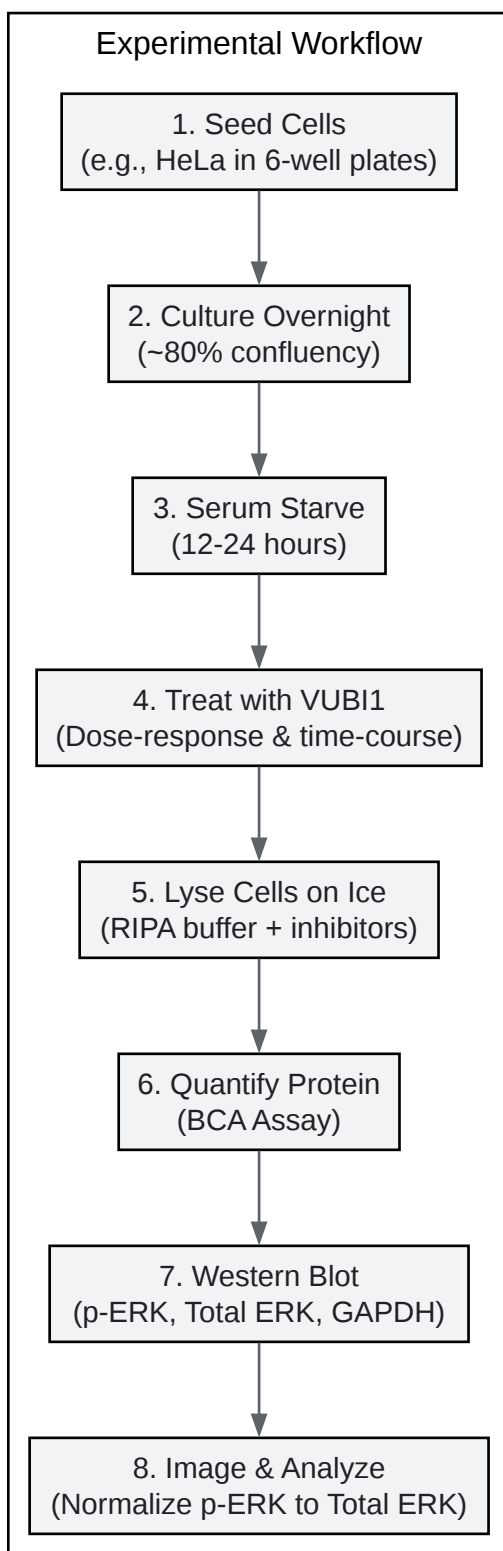 Experimental Workflow
1. Seed Cells
(e.g., HeLa in 6-well plates)
2. Culture Overnight
(~80% confluency)
3. Serum Starve
(12-24 hours)
4. Treat with VUBI1
(Dose-response & time-course)
5. Lyse Cells on Ice
(RIPA buffer + inhibitors)
6. Quantify Protein
(BCA Assay)
7. Western Blot
(p-ERK, Total ERK, GAPDH)
8. Image & Analyze
(Normalize p-ERK to Total ERK)